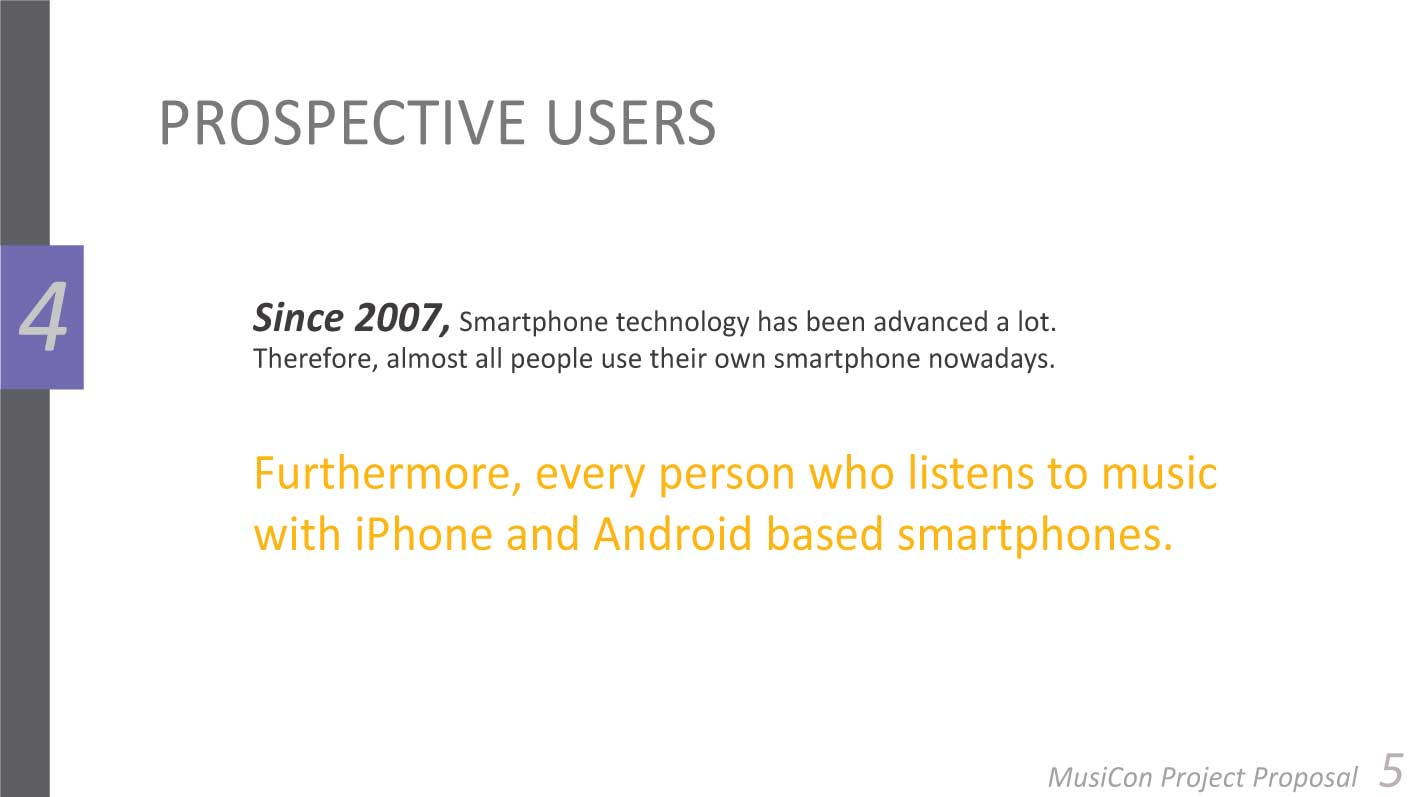 PROSPECTIVE USERS
4
Since 2007, Smartphone technology has been advanced a lot.
Therefore, almost all people use their own smartphone nowadays.
Furthermore, every person who listens to music
with iPhone and Android based smartphones.
MusiCon Project Proposal 5